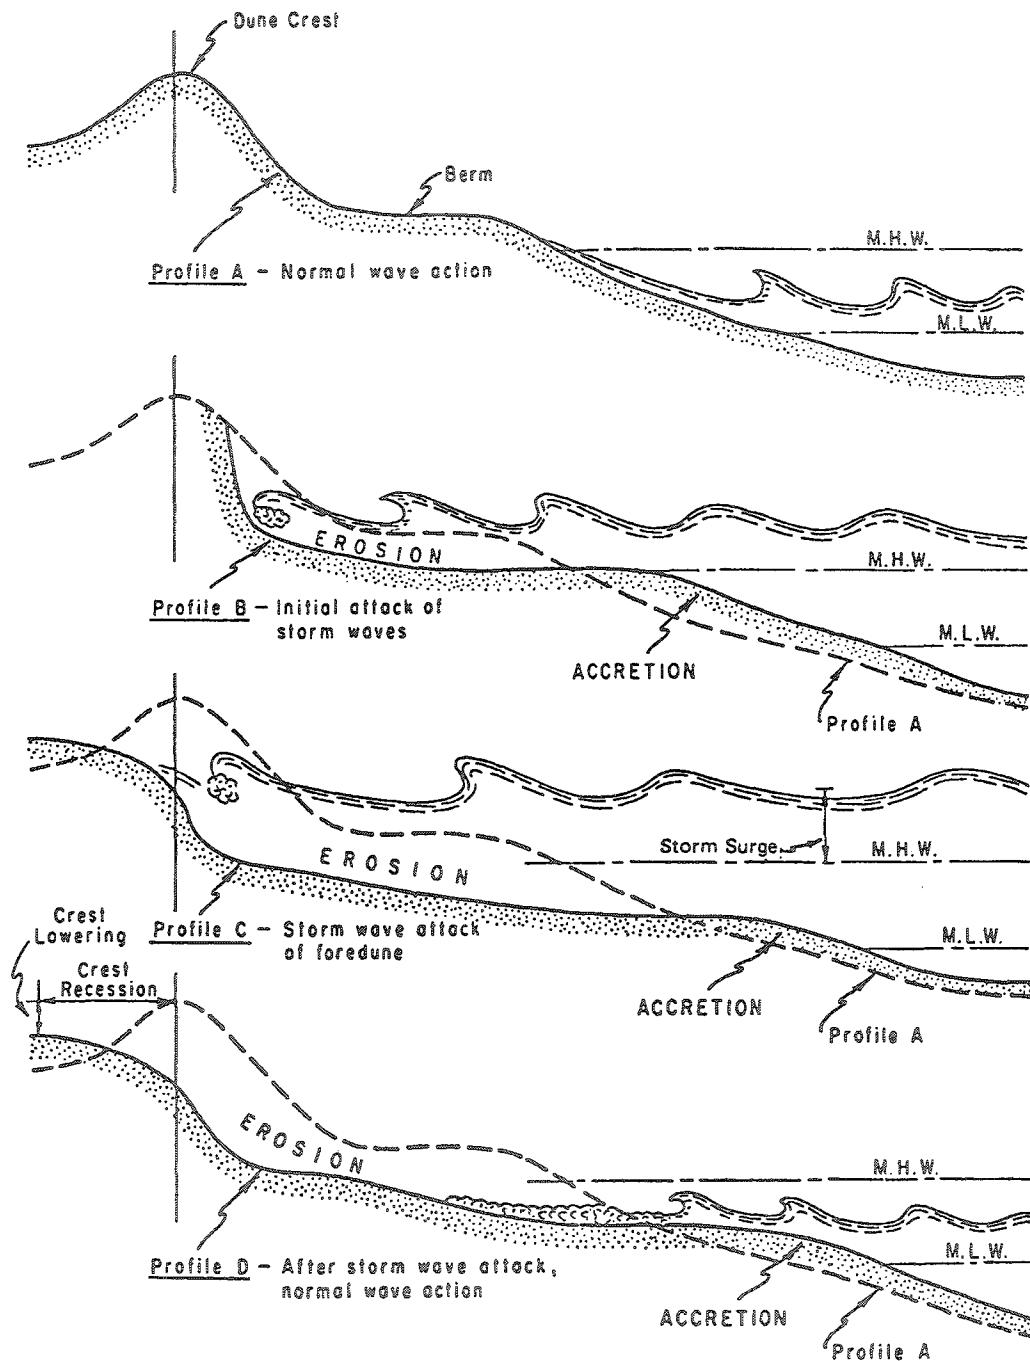 Dune Crest
Berm
M.H.W.
Profile A – Normal wave action
M.L.W.
EROSION
M.H.W.
Profile B – Initial attack of
storm waves
M.L.W.
ACCRETION
Profile A
Storm Surge
M.H.W.
EROSION
Crest
Lowering
Profile C – Storm wave attack
of foredune
M.L.W.
Crest
Recession
ACCRETION
Profile A
EROSION
M.H.W.
Profile D – After storm wave attack,
normal wave action
M.L.W.
ACCRETION
Profile A